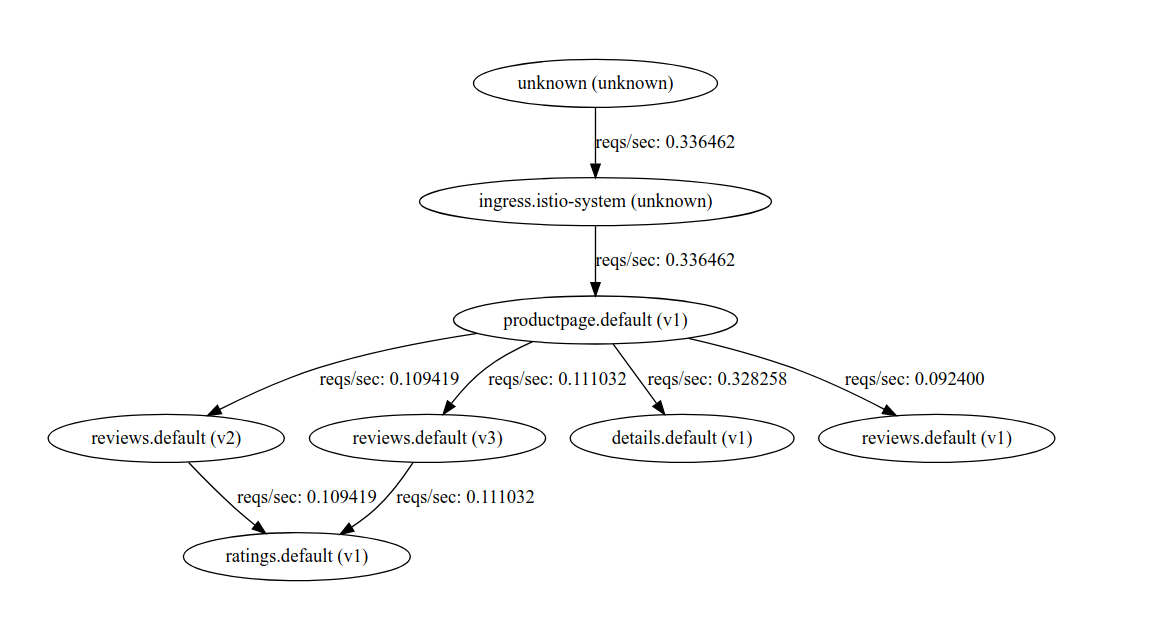 unknown (unknown)
reqs/sec: 0.336462
ingress.istio-system (unknown)
reqs/sec: 0.336462
productpage.default (v1)
reqs/sec: 0.109419
reqs/sec: 0.111032
reqs/sec: 0.328258
reqs/sec: 0.092400
reviews.default (v2)
reviews.default (v3)
details.default (v1)
reviews.default (v1)
reqs/sec: 0.109419
reqs/sec: 0.111032
ratings.default (v1)